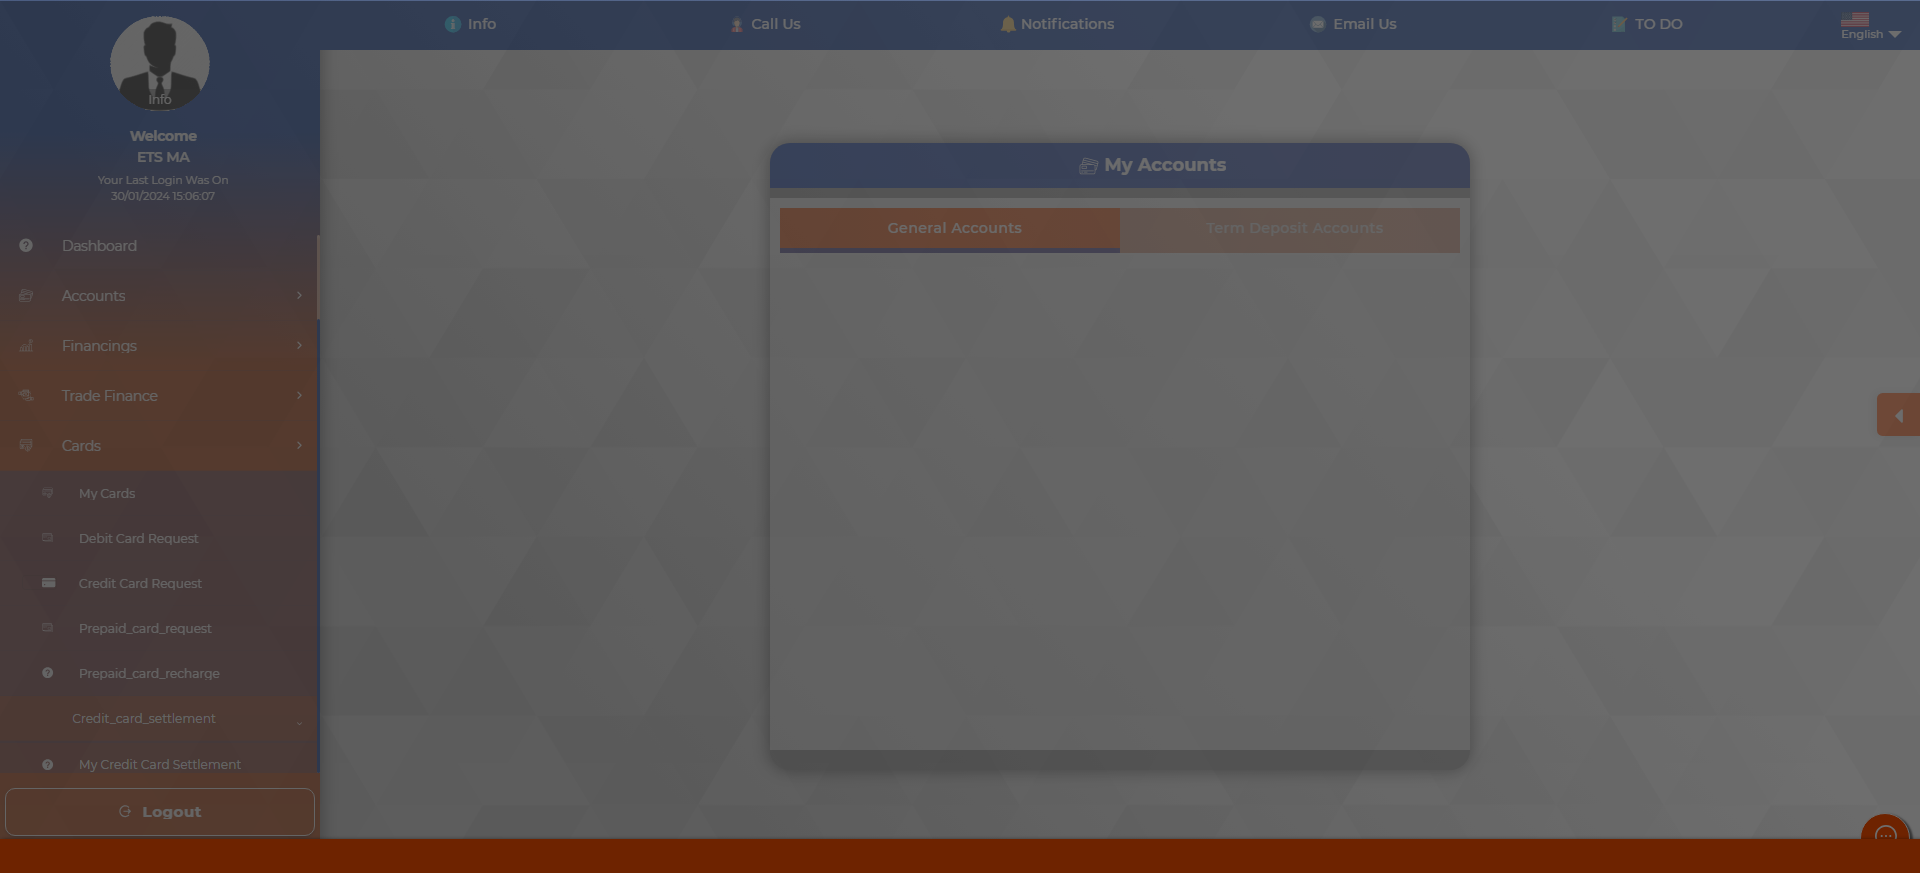 Info
Call Us
Notifications
Email Us
TO DO
English
Info
Welcome
ETS MA
Your Last Login Was On
30/01/2024 15:06:07
Dashboard
Accounts
Financings
Trade Finance
Cards
My Cards
Debit Card Request
Credit Card Request
Prepaid_card_request
Prepaid_card_recharge
Credit_card_settlement
My Credit Card Settlement
Logout
My Accounts
General Accounts
Term Deposit Accounts